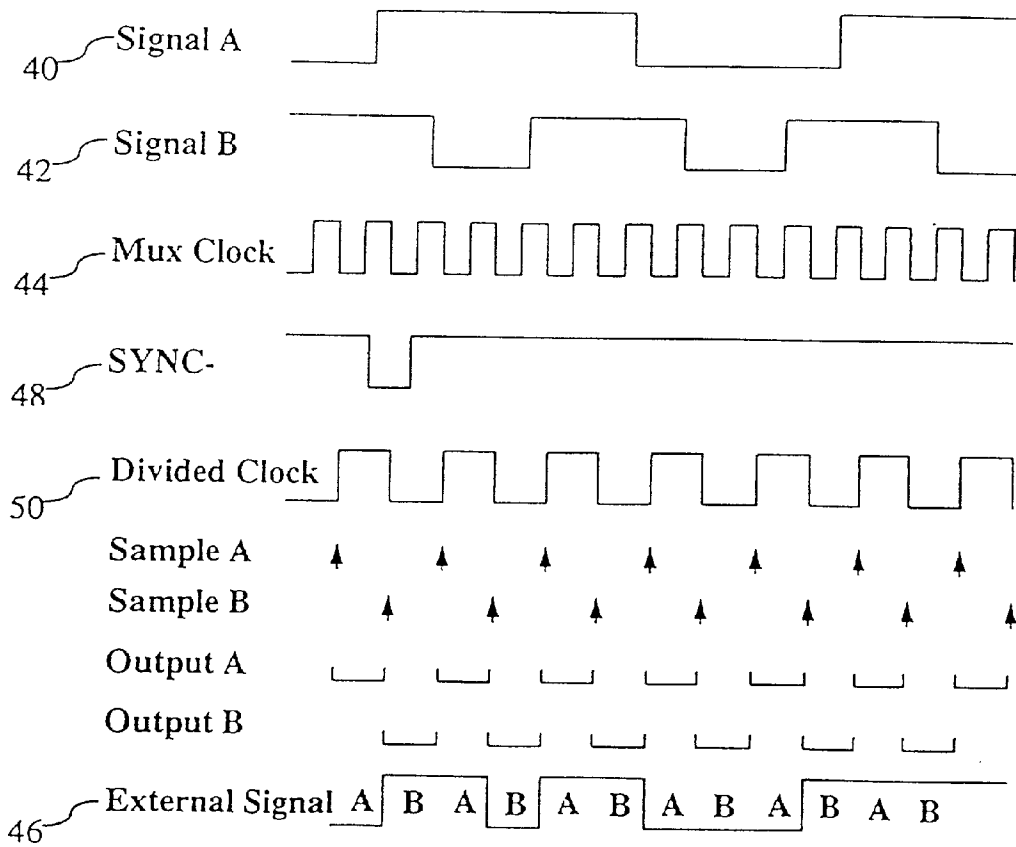 40 Signal A
42 Signal B
44 Mux Clock
48 SYNC-
50 Divided Clock
Sample A
Sample B
Output A
Output B
46 External Signal A B A B A B A B A B A B